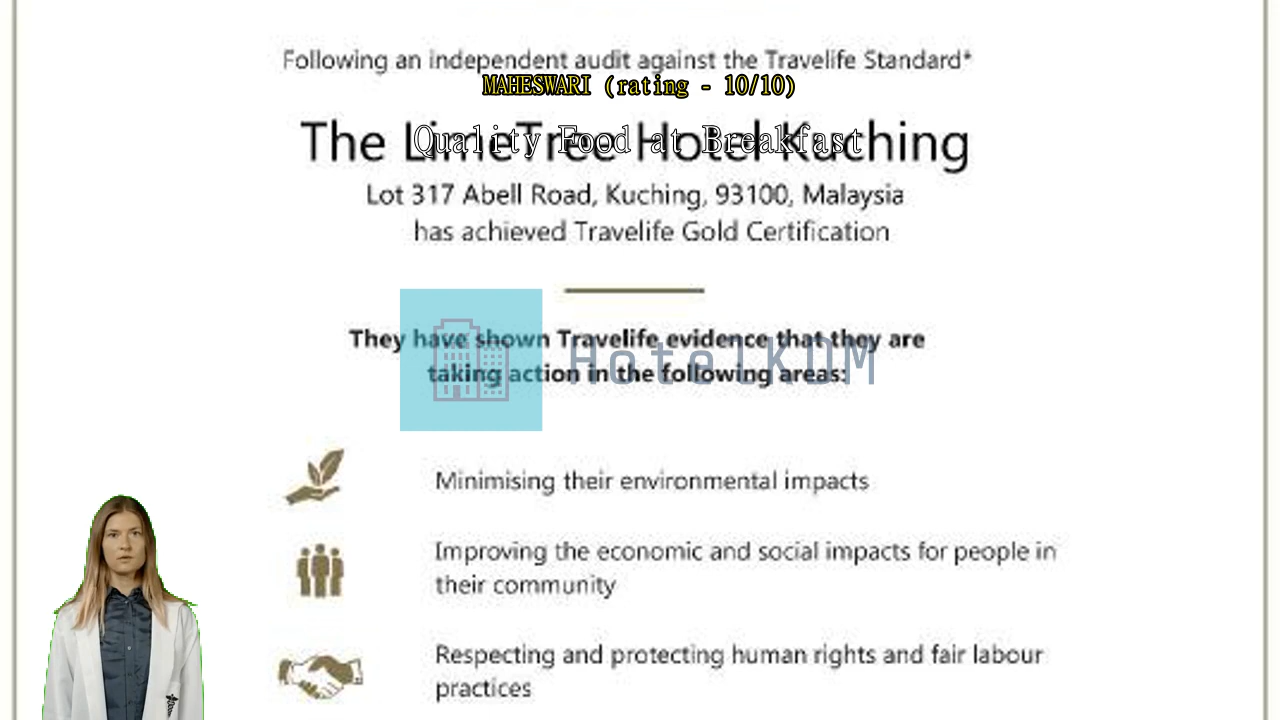 Following an independent audit against the Travelife Standard*
MAHESWARI (rating - 10/10)
The LimeTree Hotel Kuching
Quality Food at Breakfast
Lot 317 Abell Road, Kuching, 93100, Malaysia
has achieved Travelife Gold Certification
They have shown Travelife evidence that they are
taking action in the following areas:
HotelKDM
Minimising their environmental impacts
Improving the economic and social impacts for people in
their community
Respecting and protecting human rights and fair labour
practices